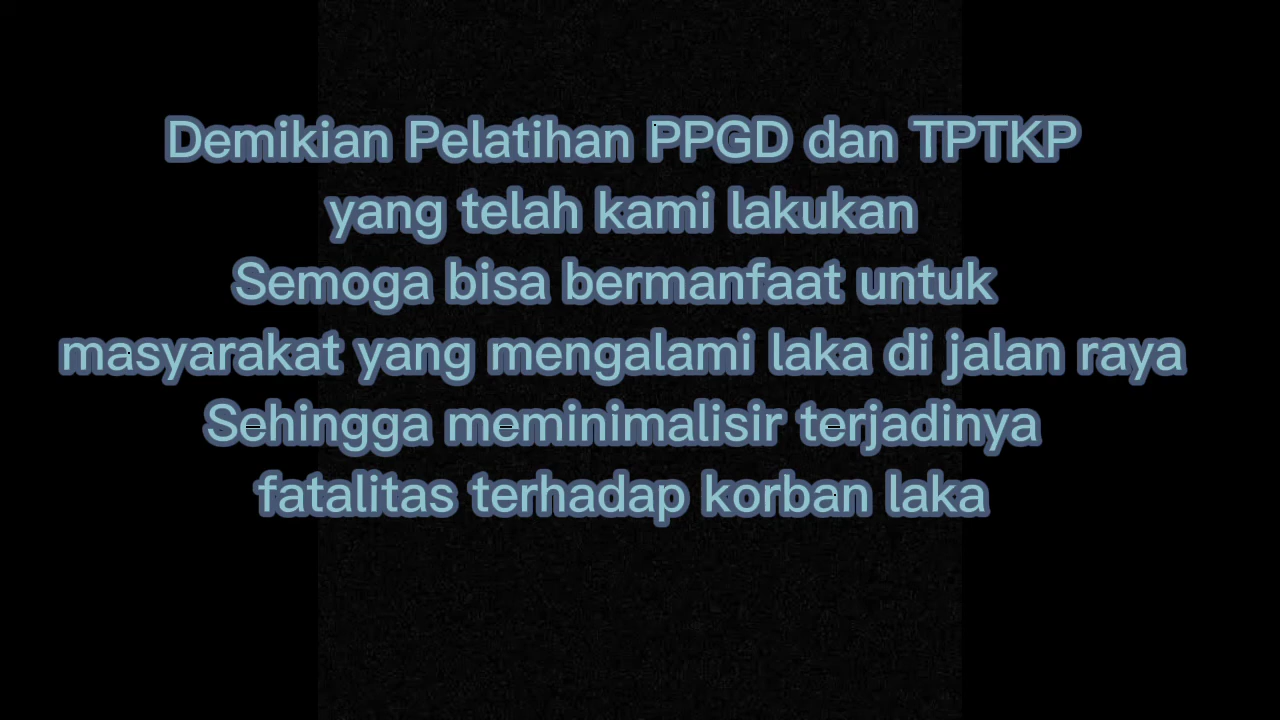 Demikian Pelatihan PPGD dan TPTKP
yang telah kami lakukan
Semoga bisa bermanfaat untuk
masyarakat yang mengalami laka di jalan raya
Sehingga meminimalisir terjadinya
fatalitas terhadap korban laka